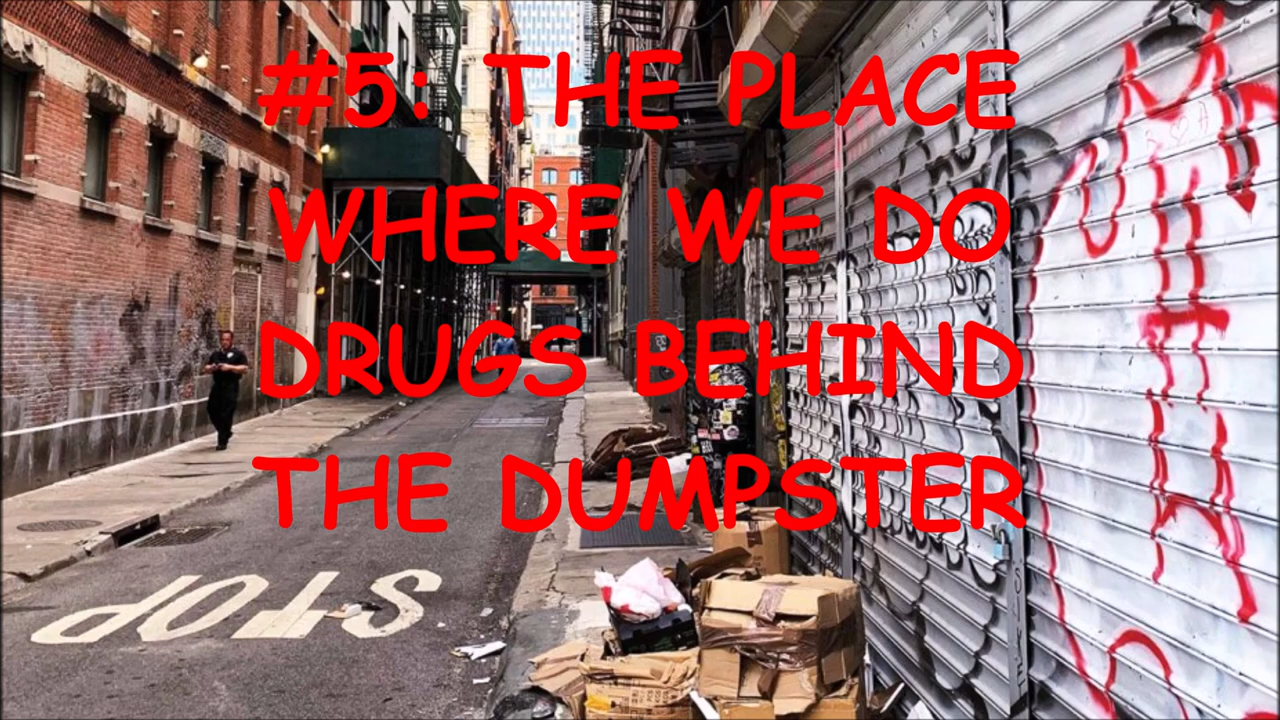 #5: THE PLACE
WHERE WE DO
DRUGS BEHIND
THE DUMPSTER
STOP